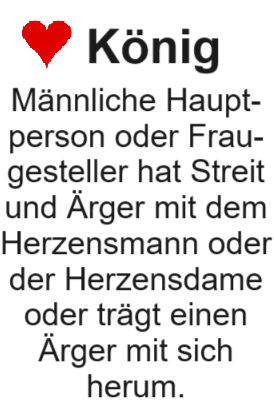 König
Männliche Haupt-
person oder Frau-
gesteller hat Streit
und Ärger mit dem
Herzensmann oder
der Herzensdame
oder trägt einen
Ärger mit sich
herum.